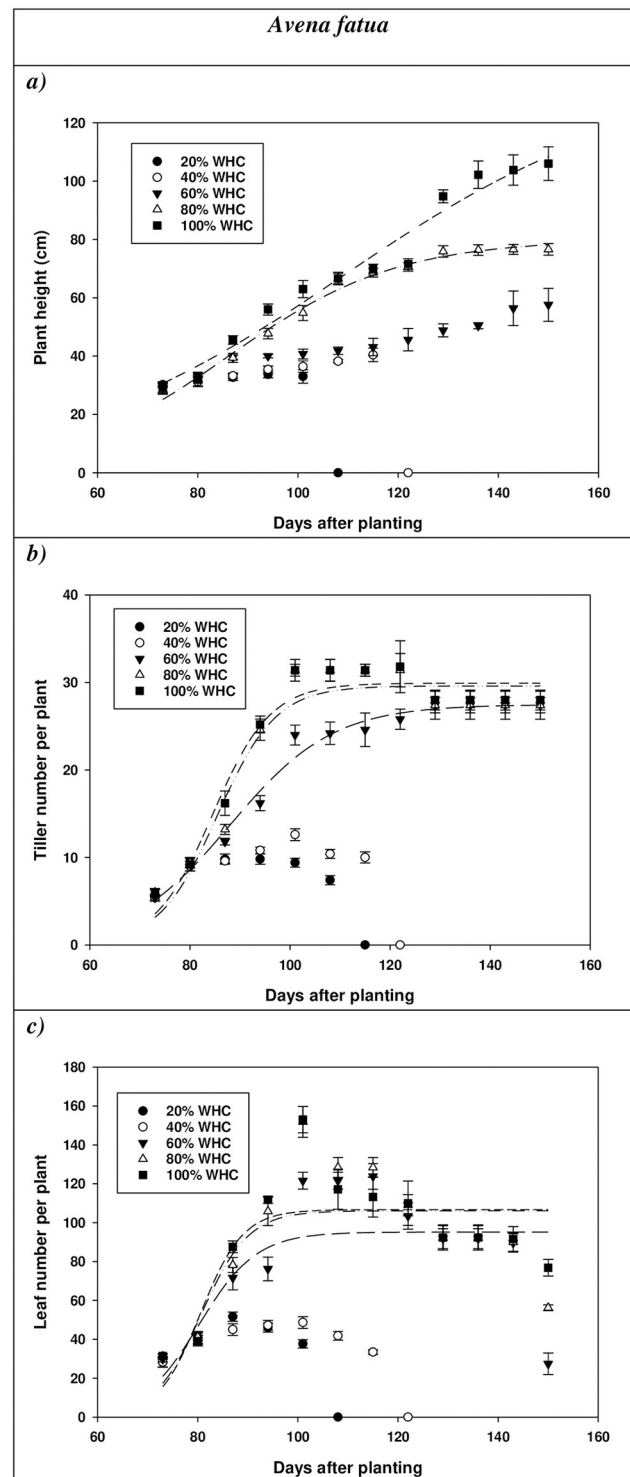 Avena fatua
a)
120
100
80
60
40
20
0
Plant height (cm)
20% WHC
40% WHC
60% WHC
80% WHC
100% WHC
60 80 100 120 140 160
Days after planting
b)
40
30
20
10
0
Tiller number per plant
20% WHC
40% WHC
60% WHC
80% WHC
100% WHC
60 80 100 120 140 160
Days after planting
c)
180
160
140
120
100
80
60
40
20
0
Leaf number per plant
20% WHC
40% WHC
60% WHC
80% WHC
100% WHC
60 80 100 120 140 160
Days after planting